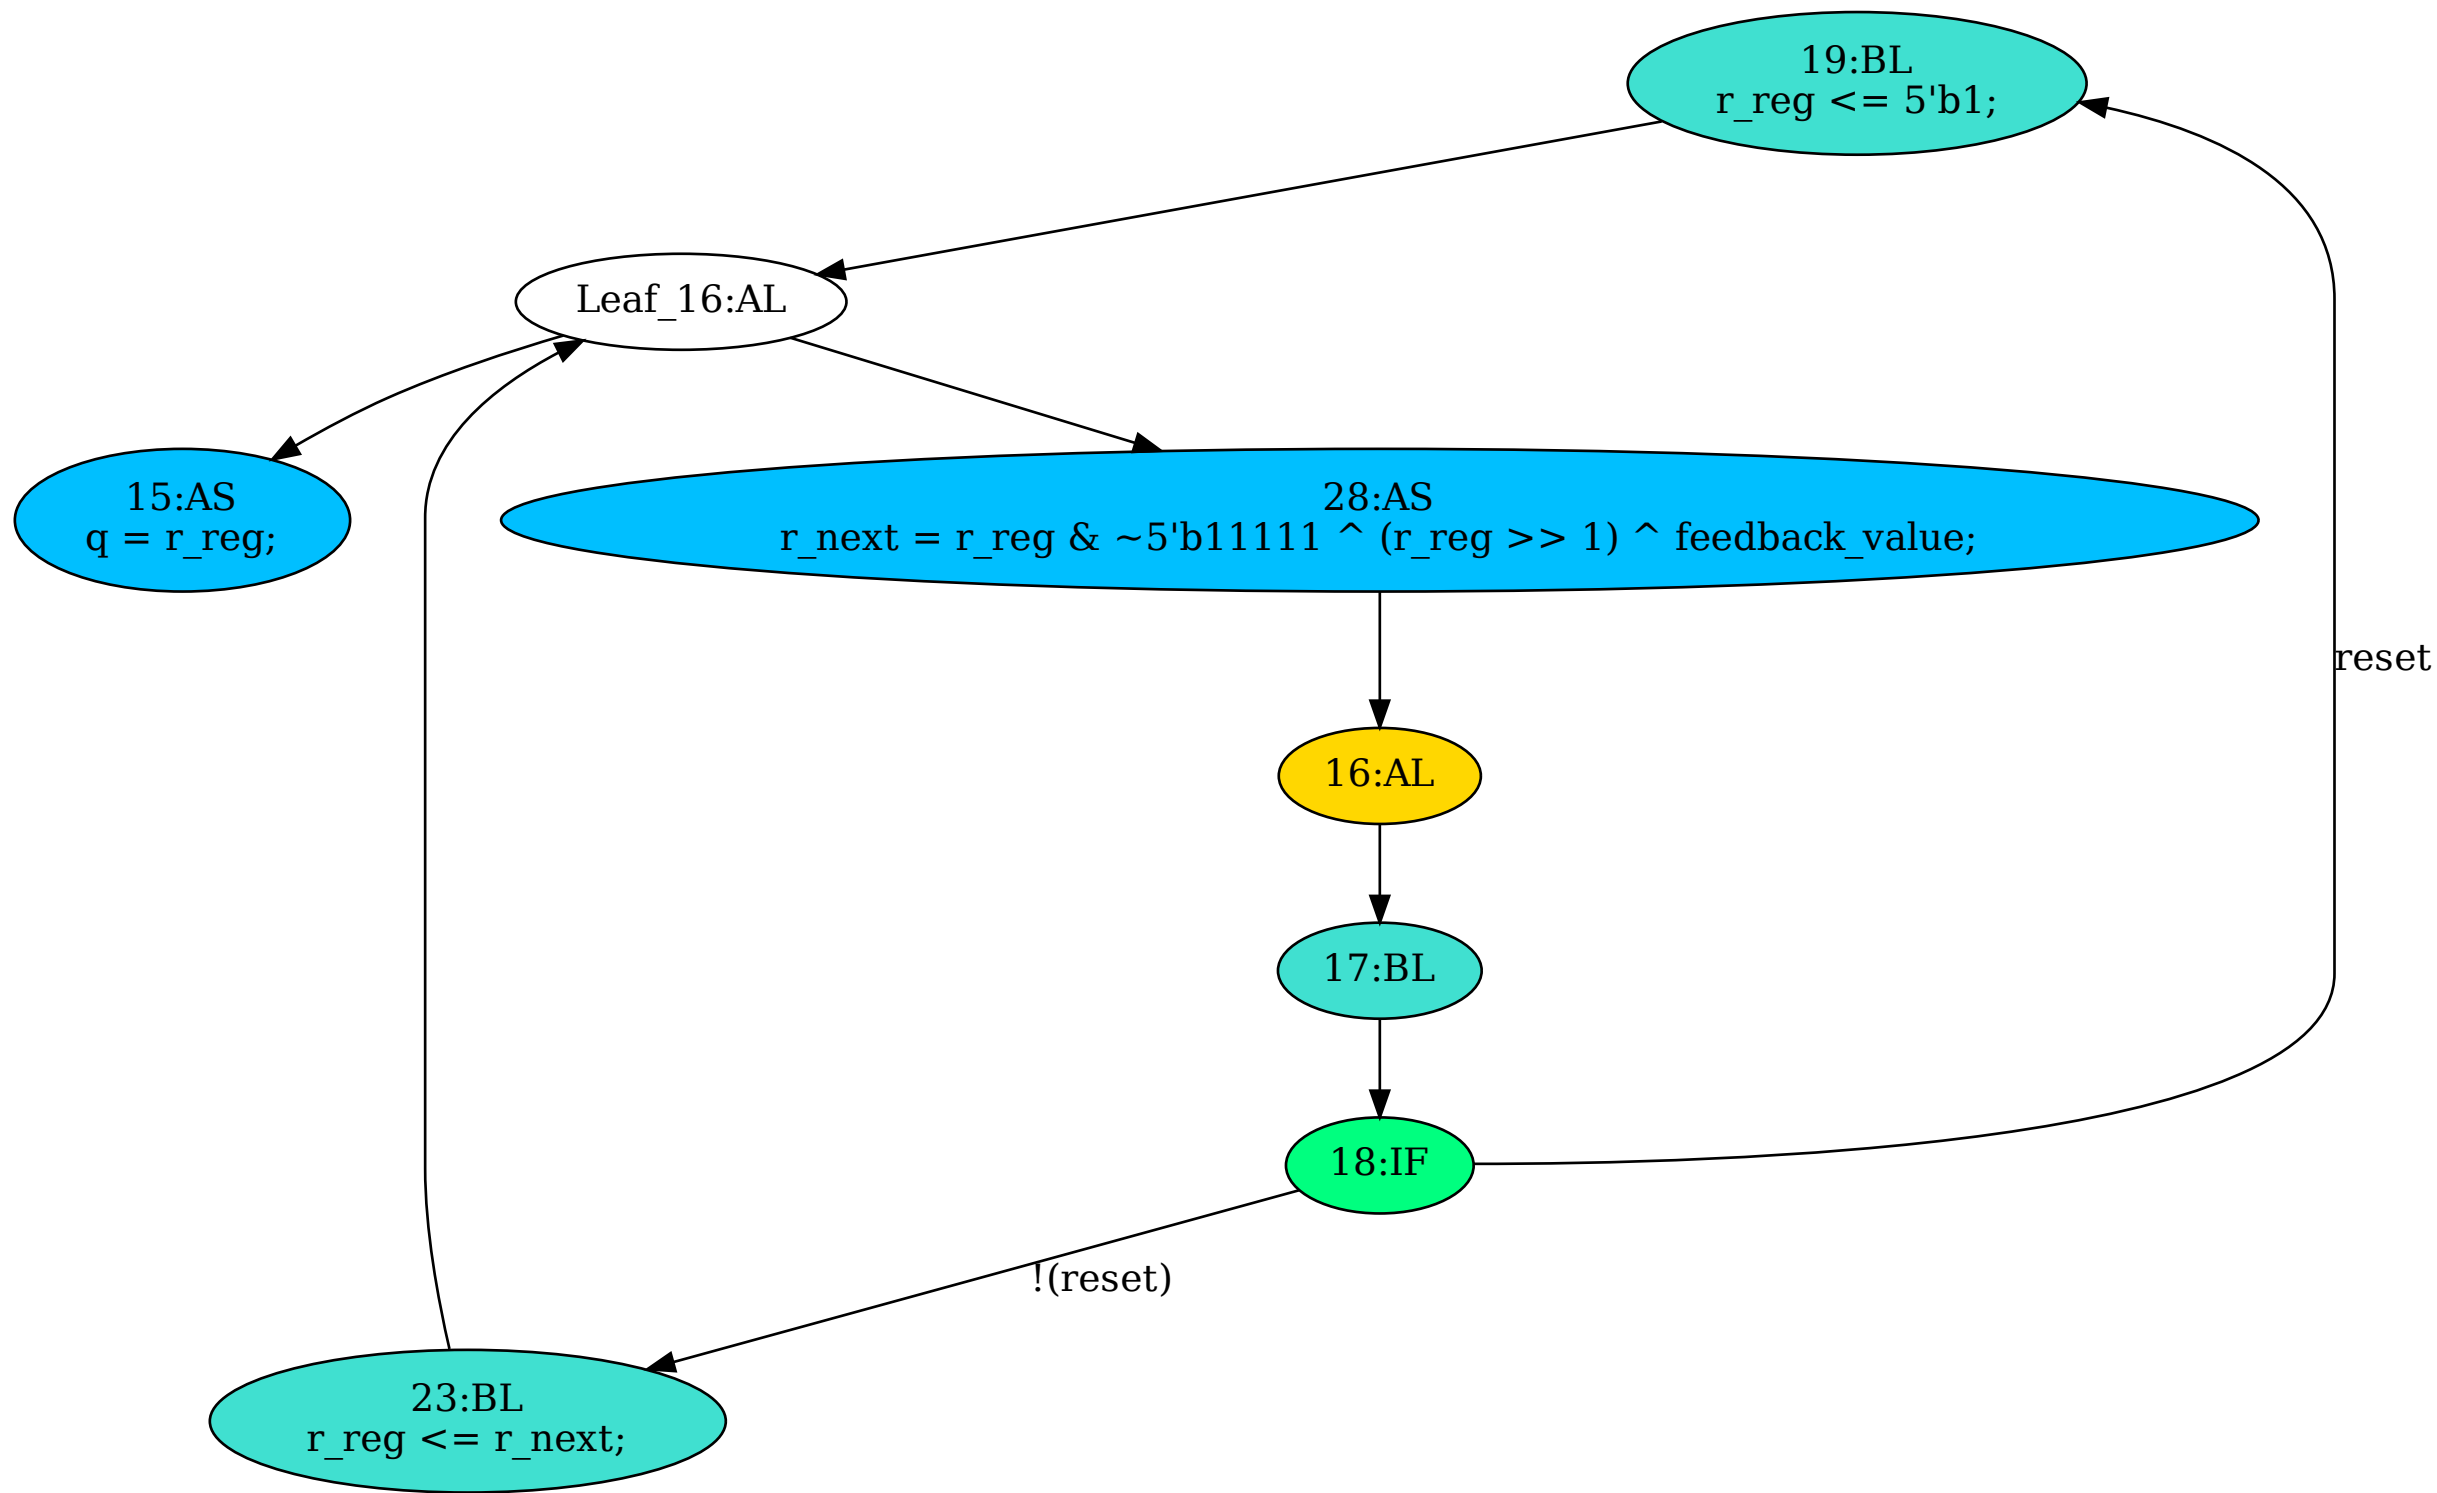 19:BL
r_reg <= 5'b1;
Leaf_16:AL
15:AS
q = r_reg;
28:AS
r_next = r_reg & ~5'b11111 ^ (r_reg >> 1) ^ feedback_value;
reset
16:AL
17:BL
18:IF
!(reset)
23:BL
r_reg <= r_next;